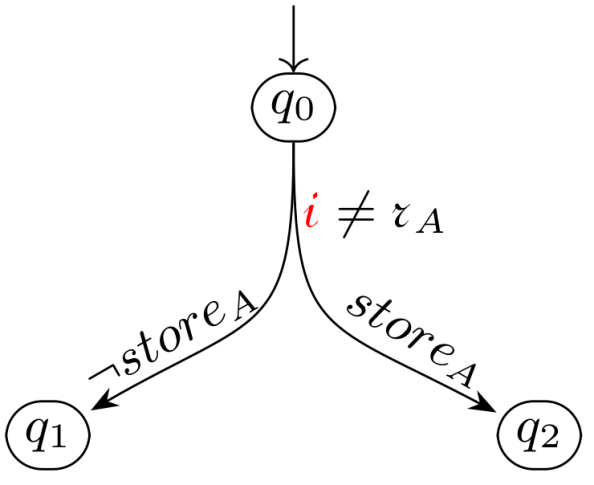 q₀
i ≠ r_A
¬store_A
store_A
q₁
q₂